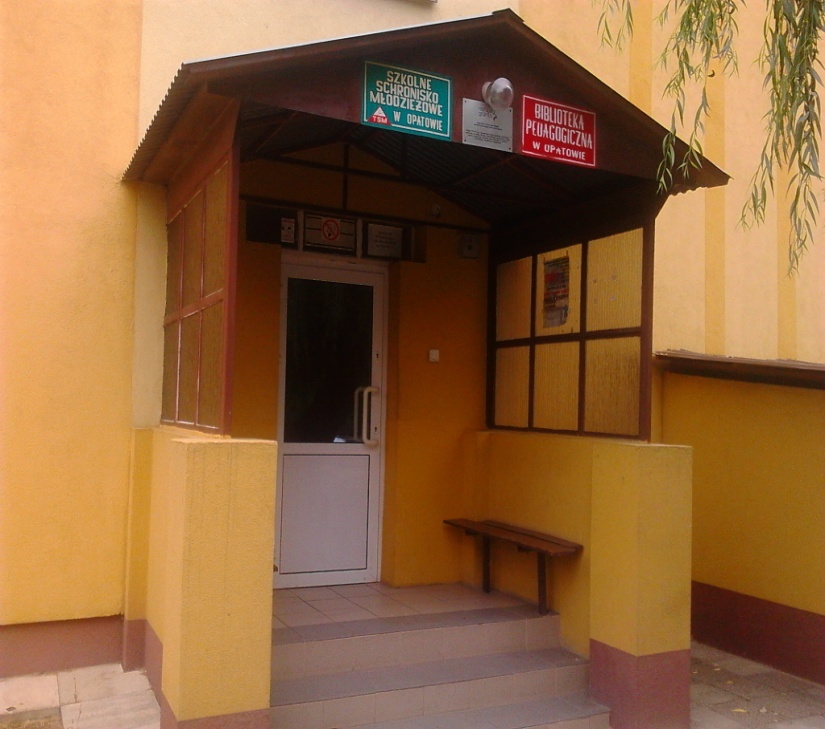 SZKOLNE
SCHRONISKO
MŁODZIEŻOWE
TSM W OPATOWIE
BIBLIOTEKA
PEDAGOGICZNA
W OPATOWIE